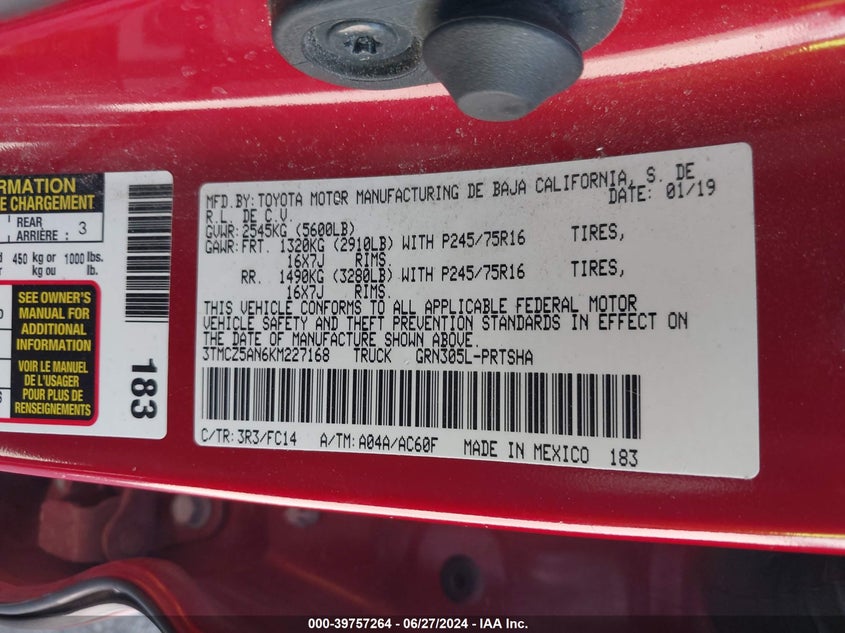 RMATION
E CHARGEMENT
REAR
ARRIÈRE : 3
450 kg or 1000 lbs.
kg ou lb.
SEE OWNER'S
MANUAL FOR
ADDITIONAL
INFORMATION
VOIR LE MANUEL
DE L'USAGER
POUR PLUS DE
RENSEIGNEMENTS
183
MFD. BY: TOYOTA MOTOR MANUFACTURING DE BAJA CALIFORNIA, S. DE
R.L. DE C.V. DATE: 01/19
GVWR: 2545KG (5600LB)
GAWR: FRT. 1320KG (2910LB) WITH P245/75R16 TIRES,
16X7J RIMS.
RR. 1490KG (3280LB) WITH P245/75R16 TIRES,
16X7J RIMS.
THIS VEHICLE CONFORMS TO ALL APPLICABLE FEDERAL MOTOR
VEHICLE SAFETY AND THEFT PREVENTION STANDARDS IN EFFECT ON
THE DATE OF MANUFACTURE SHOWN ABOVE.
3TMCZ5AN6KM227168 TRUCK GRN305L-PRTSHA
C/TR: 3R3/FC14 A/TM: A04A/AC60F MADE IN MEXICO 183
000-39757264 - 06/27/2024 - IAA Inc.